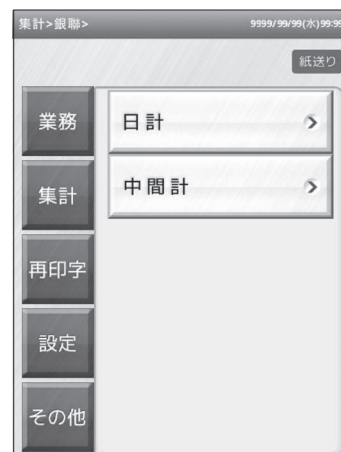 集計>銀聯>
9999/99/99(水)99:99
紙送り
業務
日計
中間計
集計
再印字
設定
その他